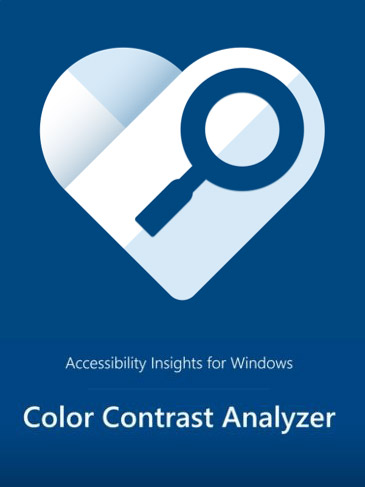 Accessibility Insights for Windows
Color Contrast Analyzer